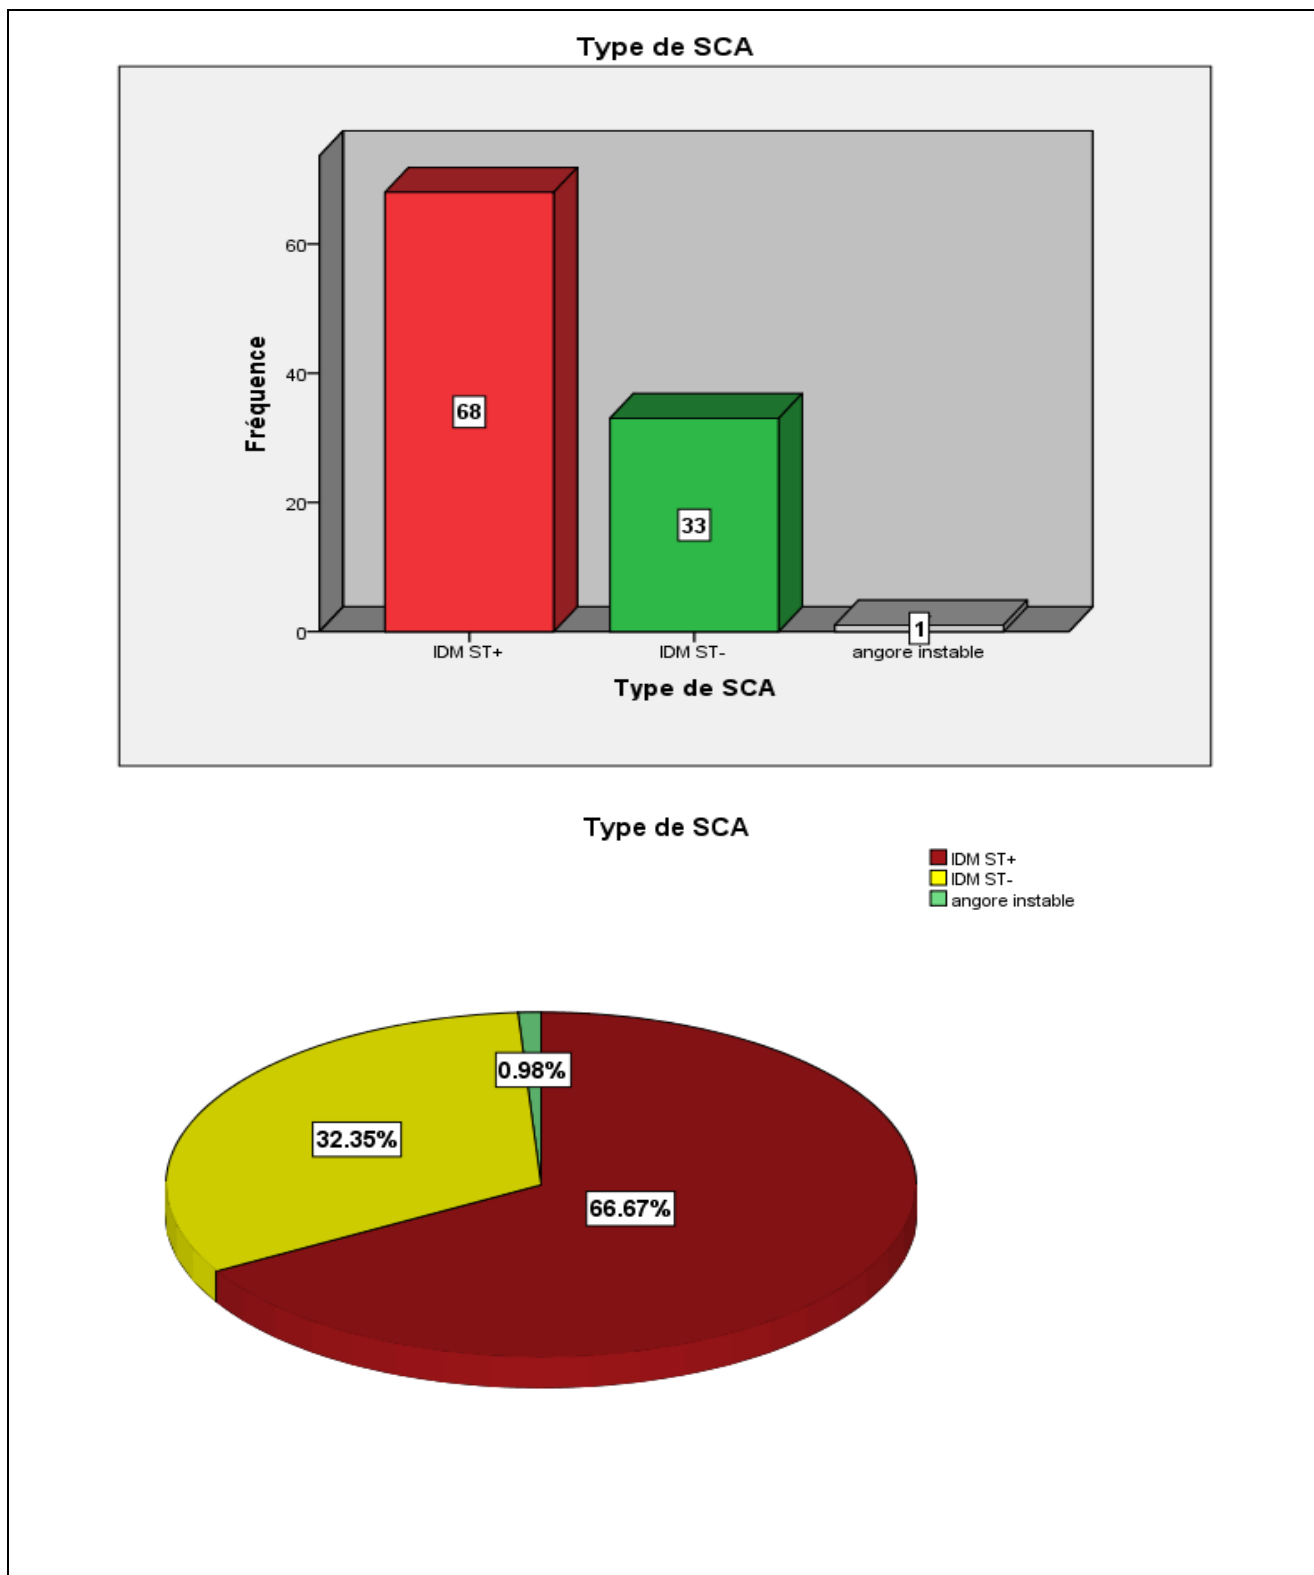 Type de SCA
Fréquence
60
40
20
0
68
33
1
IDM ST+
IDM ST-
angore instable
Type de SCA
Type de SCA
IDM ST+
IDM ST-
angore instable
0.98%
32.35%
66.67%